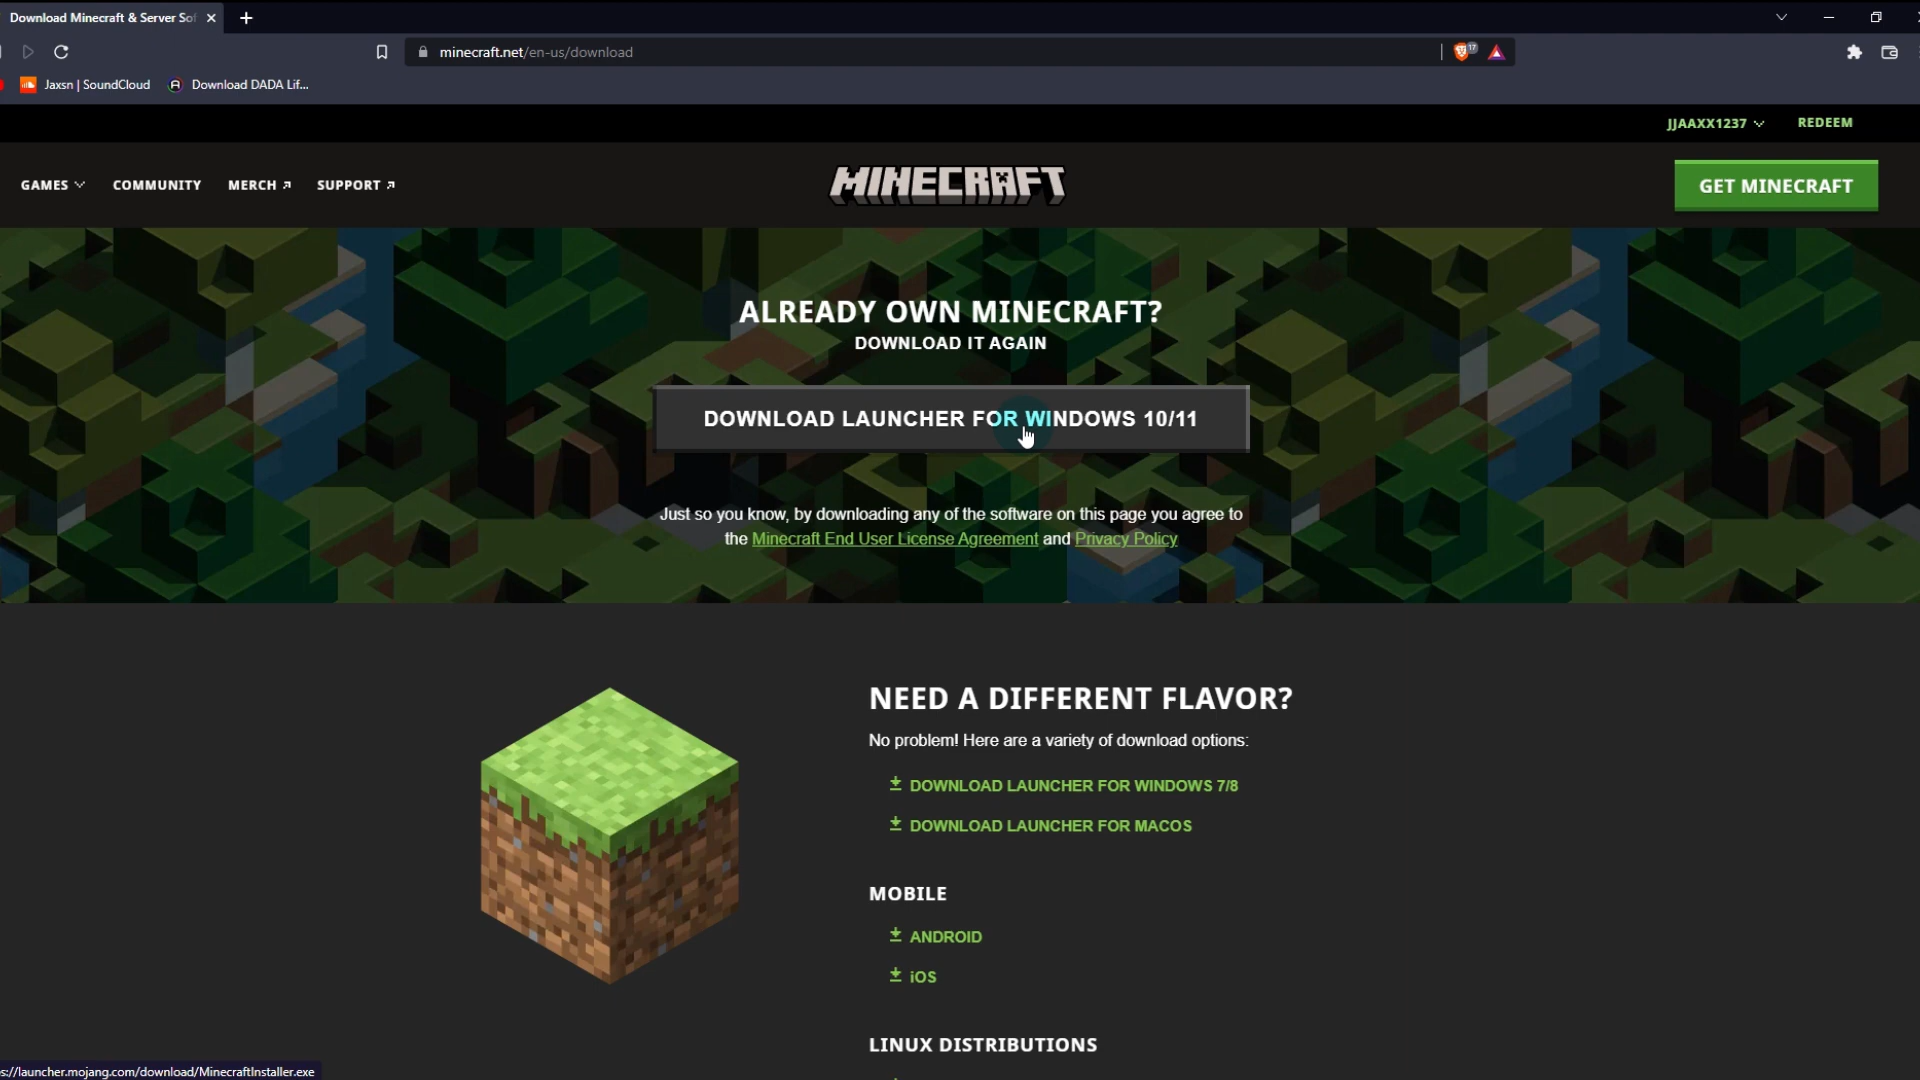 Download Minecraft & Server Sof
minecraft.net/en-us/download
17
Jaxsn | SoundCloud
Download DADA Lif...
JJAAXX1237
REDEEM
GAMES
COMMUNITY
MERCH
SUPPORT
MINECRAFT
GET MINECRAFT
ALREADY OWN MINECRAFT?
DOWNLOAD IT AGAIN
DOWNLOAD LAUNCHER FOR WINDOWS 10/11
Just so you know, by downloading any of the software on this page you agree to
the Minecraft End User License Agreement and Privacy Policy
NEED A DIFFERENT FLAVOR?
No problem! Here are a variety of download options:
DOWNLOAD LAUNCHER FOR WINDOWS 7/8
DOWNLOAD LAUNCHER FOR MACOS
MOBILE
ANDROID
iOS
LINUX DISTRIBUTIONS
s://launcher.mojang.com/download/MinecraftInstaller.exe